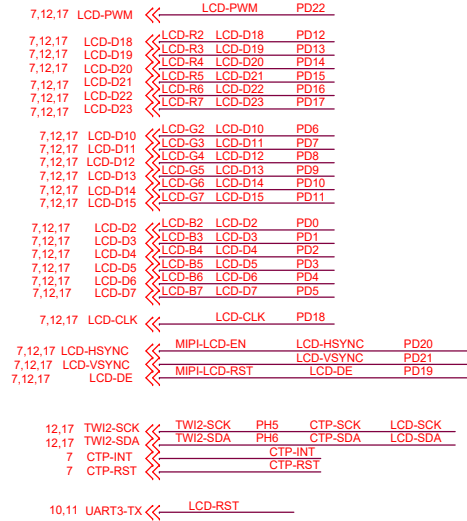 7,12,17 LCD-PWM LCD-PWM PD22
7,12,17 LCD-D18 LCD-R2 LCD-D18 PD12
7,12,17 LCD-D19 LCD-R3 LCD-D19 PD13
7,12,17 LCD-D20 LCD-R4 LCD-D20 PD14
7,12,17 LCD-D21 LCD-R5 LCD-D21 PD15
7,12,17 LCD-D22 LCD-R6 LCD-D22 PD16
7,12,17 LCD-D23 LCD-R7 LCD-D23 PD17
7,12,17 LCD-D10 LCD-G2 LCD-D10 PD6
7,12,17 LCD-D11 LCD-G3 LCD-D11 PD7
7,12,17 LCD-D12 LCD-G4 LCD-D12 PD8
7,12,17 LCD-D13 LCD-G5 LCD-D13 PD9
7,12,17 LCD-D14 LCD-G6 LCD-D14 PD10
7,12,17 LCD-D15 LCD-G7 LCD-D15 PD11
7,12,17 LCD-D2 LCD-B2 LCD-D2 PD0
7,12,17 LCD-D3 LCD-B3 LCD-D3 PD1
7,12,17 LCD-D4 LCD-B4 LCD-D4 PD2
7,12,17 LCD-D5 LCD-B5 LCD-D5 PD3
7,12,17 LCD-D6 LCD-B6 LCD-D6 PD4
7,12,17 LCD-D7 LCD-B7 LCD-D7 PD5
7,12,17 LCD-CLK LCD-CLK PD18
7,12,17 LCD-HSYNC MIPI-LCD-EN LCD-HSYNC PD20
7,12,17 LCD-VSYNC LCD-VSYNC PD21
7,12,17 LCD-DE MIPI-LCD-RST LCD-DE PD19
12,17 TWI2-SCK TWI2-SCK PH5 CTP-SCK LCD-SCK
12,17 TWI2-SDA TWI2-SDA PH6 CTP-SDA LCD-SDA
7 CTP-INT CTP-INT
7 CTP-RST CTP-RST
10,11 UART3-TX LCD-RST